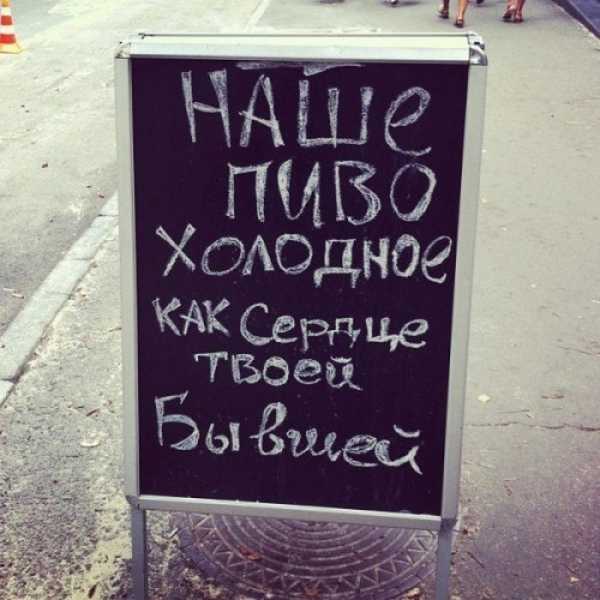 НАШЕ
ПИВО
ХОЛОДНОЕ
КАК Сердце
твоей
Бывшей